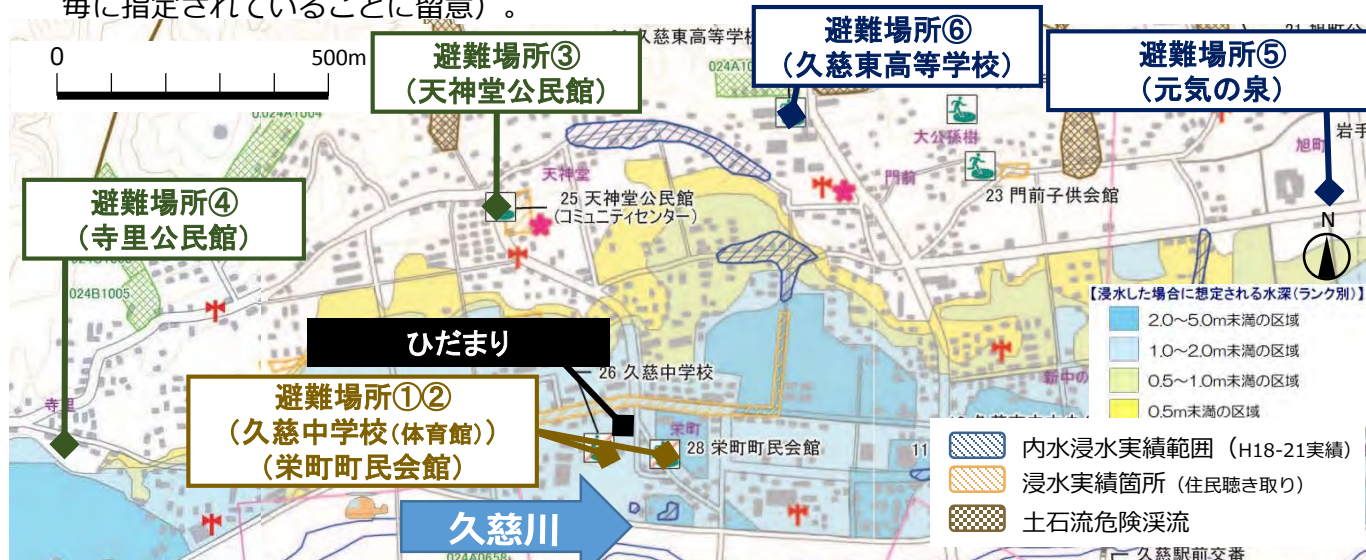 毎に指定されていることに留意）。
0 500m
避難場所③
（天神堂公民館）
久慈東高等学校
避難場所⑥
（久慈東高等学校）
避難場所⑤
（元気の泉）
024A1004
大公孫樹
旭町
岩手
天神堂
門前
25 天神堂公民館
（コミュニティセンター）
23 門前子供会館
避難場所④
（寺里公民館）
N
024B1005
【浸水した場合に想定される水深(ランク別)】
2.0～5.0m未満の区域
1.0～2.0m未満の区域
0.5～1.0m未満の区域
0.5m未満の区域
ひだまり
26 久慈中学校
新中の
寺里
避難場所①②
（久慈中学校(体育館)）
（栄町町民会館）
栄町
28 栄町町民会館
11
内水浸水実績範囲（H18-21実績）
浸水実績箇所（住民聴き取り）
土石流危険渓流
久慈川
024A0658
久慈駅前交番